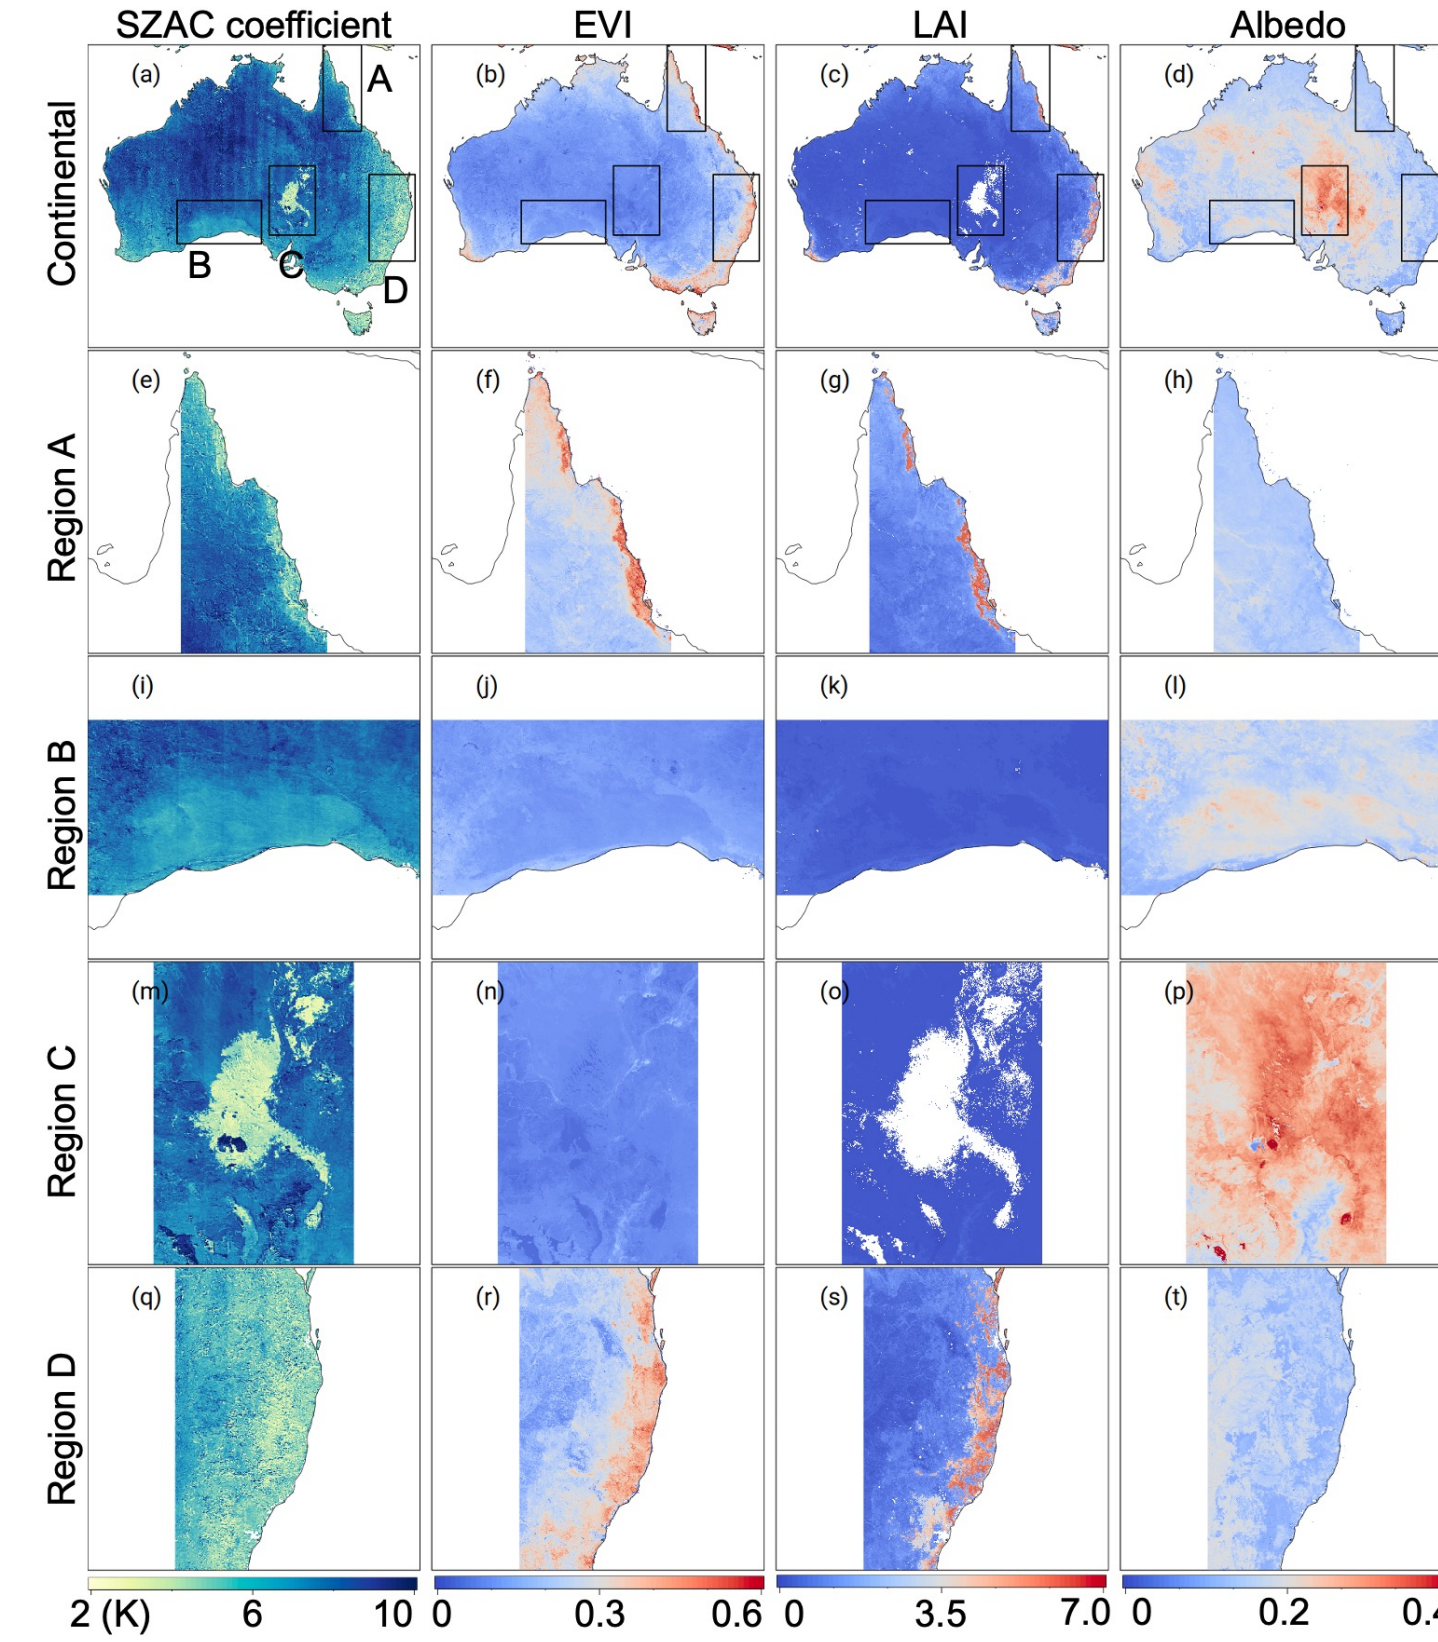 SZAC coefficient EVI LAI Albedo
Continental
(a) A (b) (c) (d)
B C D
Region A
(e) (f) (g) (h)
Region B
(i) (j) (k) (l)
Region C
(m) (n) (o) (p)
Region D
(q) (r) (s) (t)
2 (K) 6 10 0 0.3 0.6 0 3.5 7.0 0 0.2